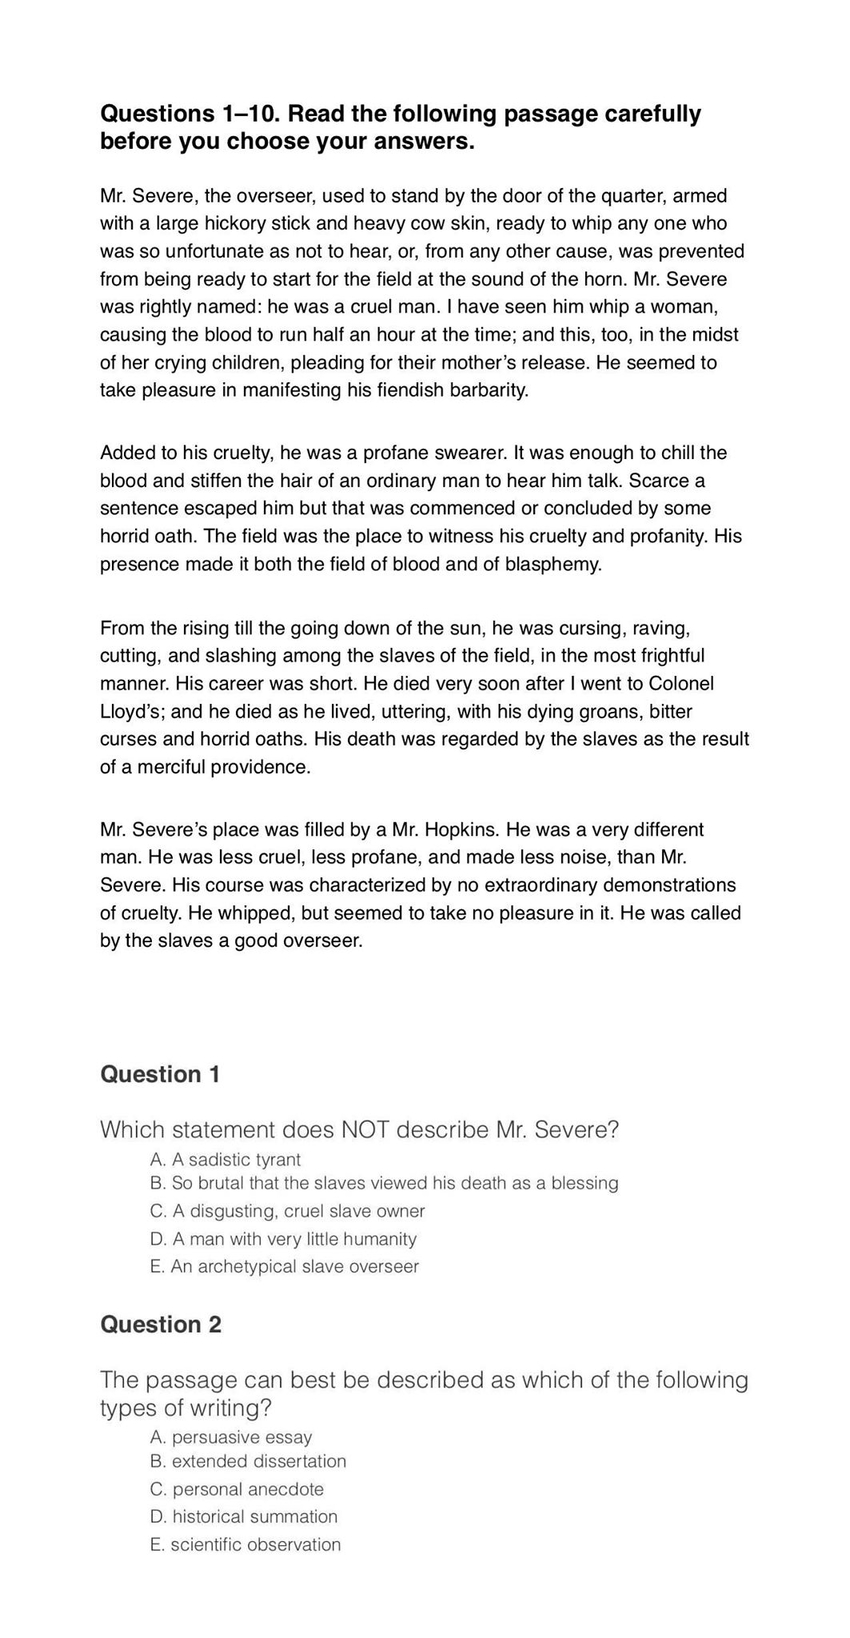 Questions 1–10. Read the following passage carefully
before you choose your answers.
Mr. Severe, the overseer, used to stand by the door of the quarter, armed
with a large hickory stick and heavy cow skin, ready to whip any one who
was so unfortunate as not to hear, or, from any other cause, was prevented
from being ready to start for the field at the sound of the horn. Mr. Severe
was rightly named: he was a cruel man. I have seen him whip a woman,
causing the blood to run half an hour at the time; and this, too, in the midst
of her crying children, pleading for their mother’s release. He seemed to
take pleasure in manifesting his fiendish barbarity.
Added to his cruelty, he was a profane swearer. It was enough to chill the
blood and stiffen the hair of an ordinary man to hear him talk. Scarce a
sentence escaped him but that was commenced or concluded by some
horrid oath. The field was the place to witness his cruelty and profanity. His
presence made it both the field of blood and of blasphemy.
From the rising till the going down of the sun, he was cursing, raving,
cutting, and slashing among the slaves of the field, in the most frightful
manner. His career was short. He died very soon after I went to Colonel
Lloyd’s; and he died as he lived, uttering, with his dying groans, bitter
curses and horrid oaths. His death was regarded by the slaves as the result
of a merciful providence.
Mr. Severe’s place was filled by a Mr. Hopkins. He was a very different
man. He was less cruel, less profane, and made less noise, than Mr.
Severe. His course was characterized by no extraordinary demonstrations
of cruelty. He whipped, but seemed to take no pleasure in it. He was called
by the slaves a good overseer.
Question 1
Which statement does NOT describe Mr. Severe?
A. A sadistic tyrant
B. So brutal that the slaves viewed his death as a blessing
C. A disgusting, cruel slave owner
D. A man with very little humanity
E. An archetypical slave overseer
Question 2
The passage can best be described as which of the following
types of writing?
A. persuasive essay
B. extended dissertation
C. personal anecdote
D. historical summation
E. scientific observation